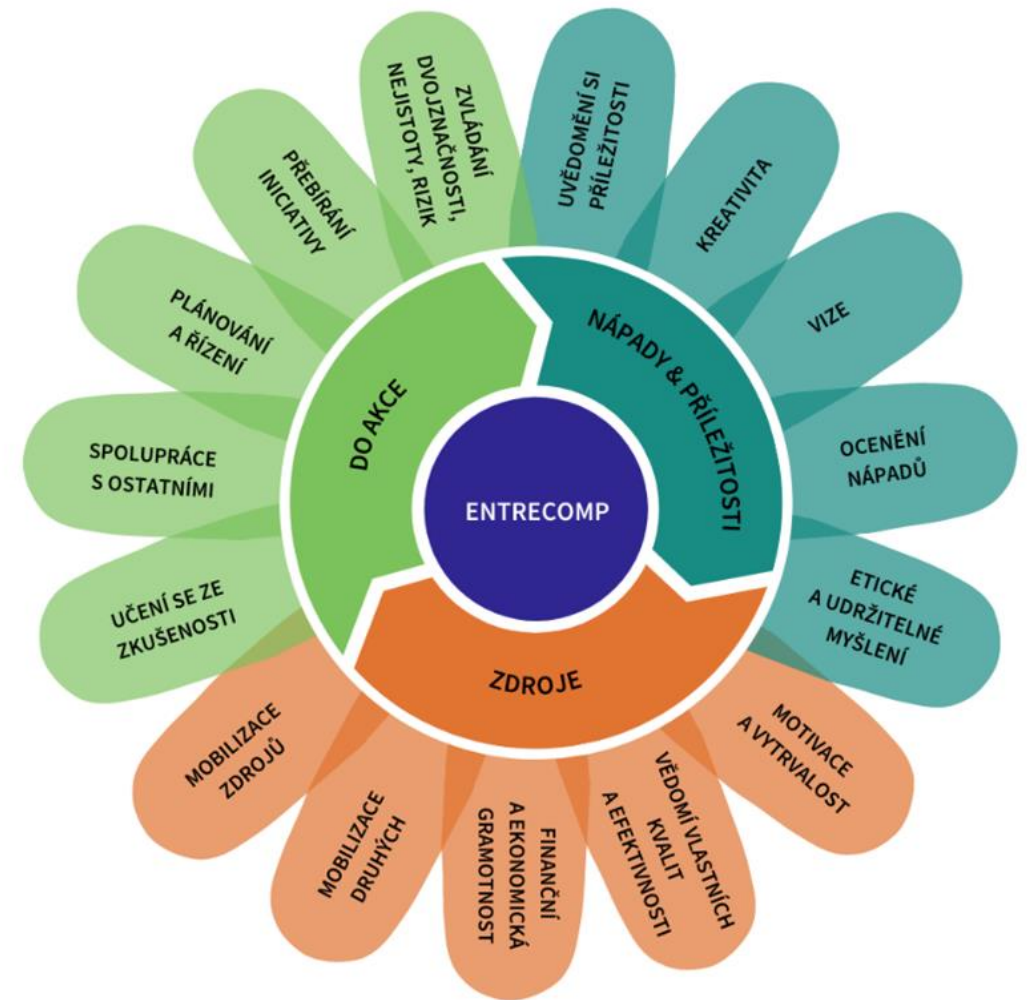 ENTRECOMP
NÁPADY & PŘÍLEŽITOSTI
UVĚDOMĚNÍ SI
PŘÍLEŽITOSTI
KREATIVITA
VIZE
OCENĚNÍ
NÁPADŮ
ETICKÉ
A UDRŽITELNÉ
MYŠLENÍ
ZDROJE
MOTIVACE
A VYTRVALOST
VĚDOMÍ VLASTNÍCH
KVALIT
A EFEKTIVNOSTI
FINANČNÍ
A EKONOMICKÁ
GRAMOTNOST
MOBILIZACE
DRUHÝCH
MOBILIZACE
ZDROJŮ
DO AKCE
UČENÍ SE ZE
ZKUŠENOSTI
SPOLUPRÁCE
S OSTATNÍMI
PLÁNOVÁNÍ
A ŘÍZENÍ
PŘEBÍRÁNÍ
INICIATIVY
ZVLÁDÁNÍ
DVOJZNAČNOSTI,
NEJISTOTY, RIZIK